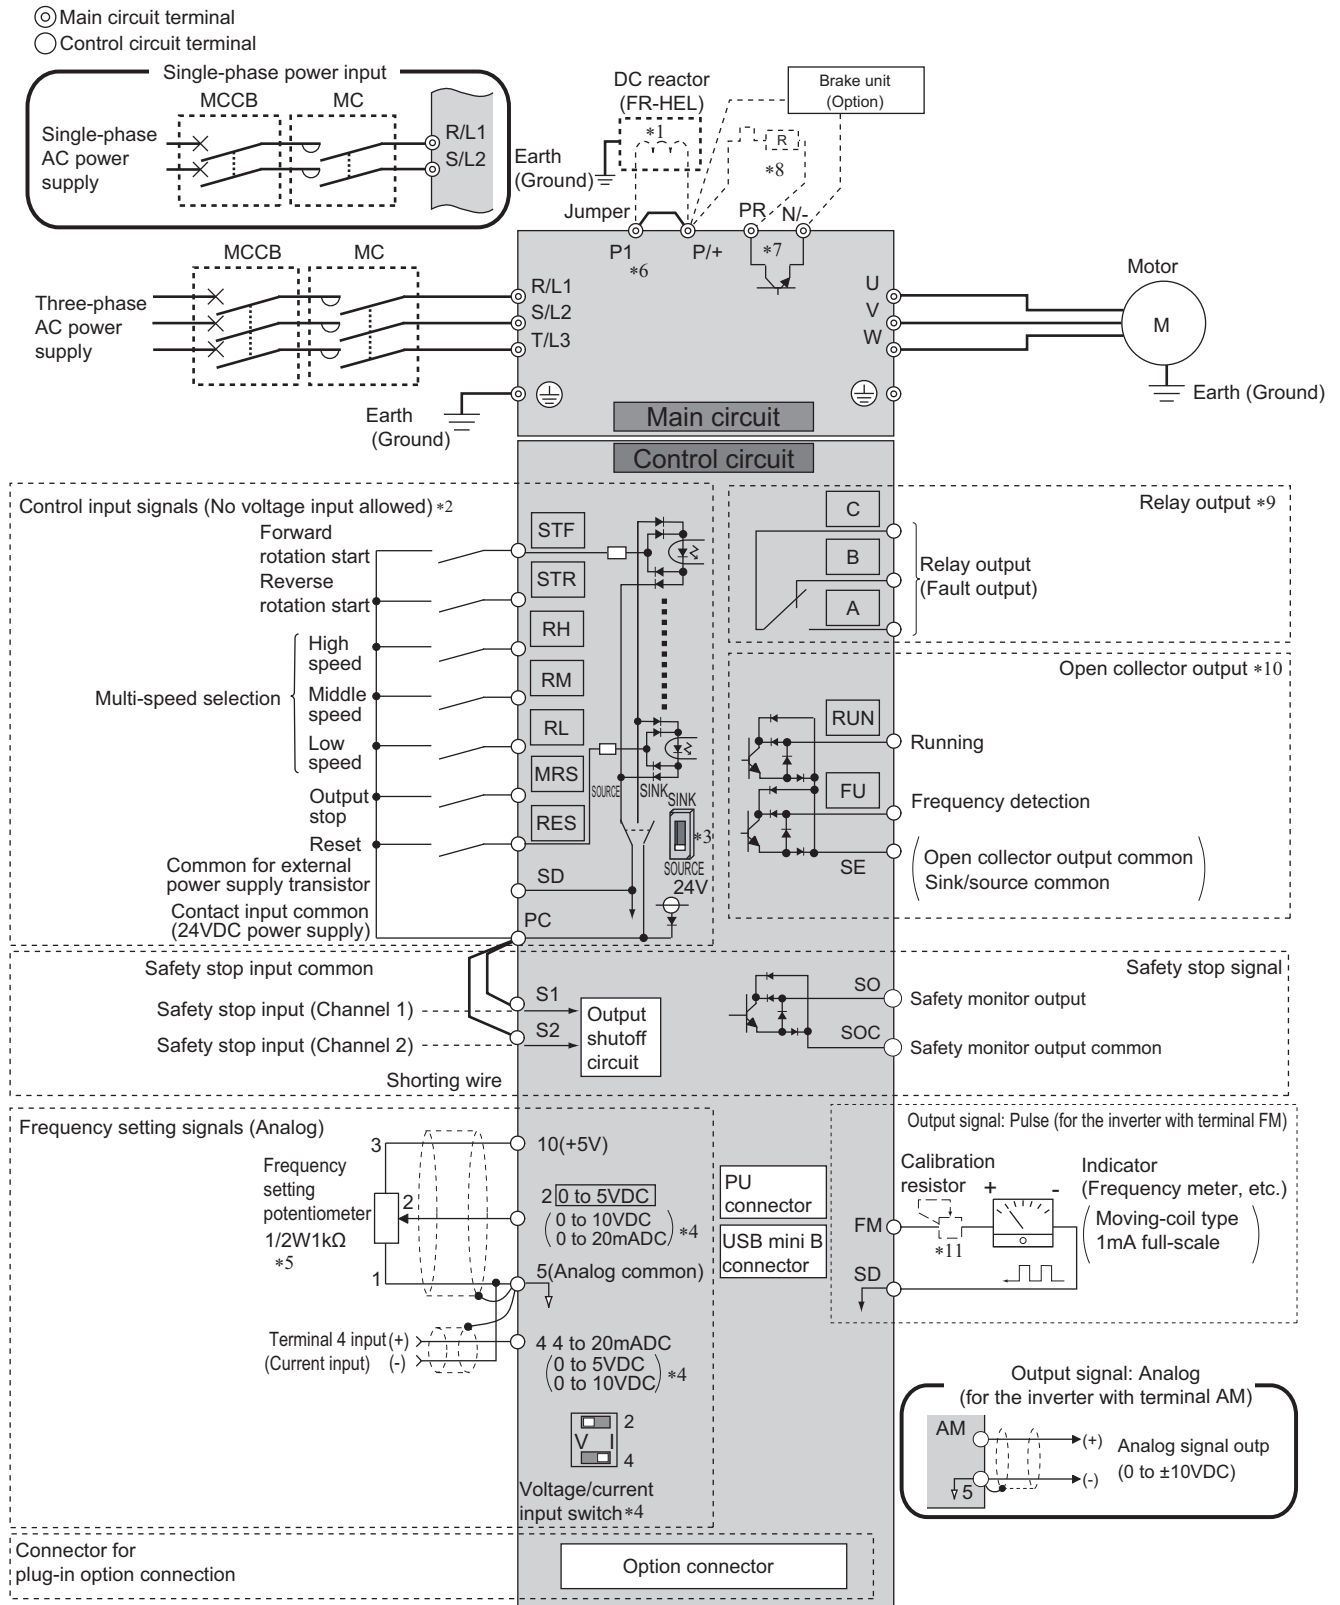 Main circuit terminal
Control circuit terminal
Single-phase power input
MCCB
MC
Single-phase
AC power
supply
R/L1
S/L2
Earth
(Ground)
DC reactor
(FR-HEL)
*1
Brake unit
(Option)
R
*8
Jumper
P1
*6
P/+
PR
*7
N/-
MCCB
MC
Three-phase
AC power
supply
R/L1
S/L2
T/L3
Earth
(Ground)
U
V
W
Motor
M
Earth (Ground)
Main circuit
Control circuit
Control input signals (No voltage input allowed) *2
Forward
rotation start
Reverse
rotation start
High
speed
Multi-speed selection
Middle
speed
Low
speed
Output
stop
Reset
Common for external
power supply transistor
Contact input common
(24VDC power supply)
STF
STR
RH
RM
RL
MRS
RES
SD
PC
SOURCE
SINK
SINK
*3
SOURCE
24V
Relay output *9
C
B
A
Relay output
(Fault output)
Open collector output *10
RUN
Running
FU
Frequency detection
SE
Open collector output common
Sink/source common
Safety stop input common
Safety stop input (Channel 1)
Safety stop input (Channel 2)
Shorting wire
S1
S2
Output
shutoff
circuit
Safety stop signal
SO
Safety monitor output
SOC
Safety monitor output common
Frequency setting signals (Analog)
3
Frequency
setting
potentiometer
1/2W1kΩ
*5
2
1
10(+5V)
2 0 to 5VDC
(0 to 10VDC
0 to 20mADC) *4
5(Analog common)
Terminal 4 input (+)
(Current input) (-)
4 4 to 20mADC
(0 to 5VDC
0 to 10VDC) *4
2
V I
4
Voltage/current
input switch*4
PU
connector
USB mini B
connector
Output signal: Pulse (for the inverter with terminal FM)
Calibration
resistor
+ -
Indicator
(Frequency meter, etc.)
(Moving-coil type
1mA full-scale)
FM
*11
SD
Output signal: Analog
(for the inverter with terminal AM)
AM
(+)
Analog signal outp
(0 to ±10VDC)
(-)
5
Connector for
plug-in option connection
Option connector